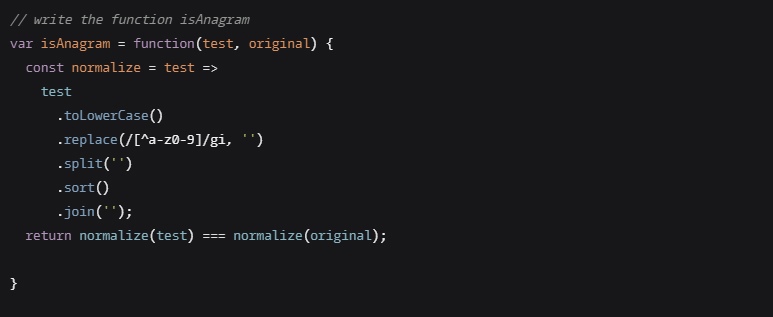 // write the function isAnagram
var isAnagram = function(test, original) {
  const normalize = test =>
    test
      .toLowerCase()
      .replace(/[^a-z0-9]/gi, '')
      .split('')
      .sort()
      .join('');
  return normalize(test) === normalize(original);

}